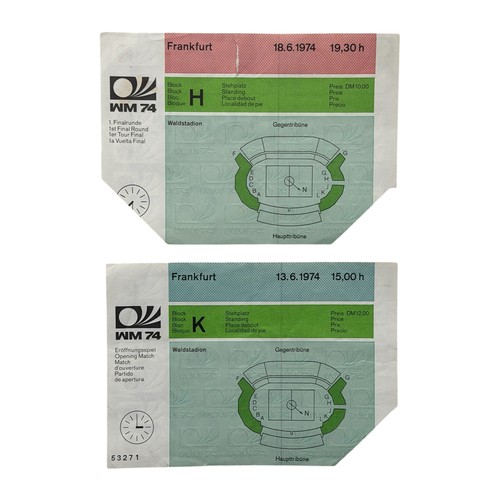 Frankfurt 18.6.1974 19,30 h
WM 74
1. Finalrunde
1st Final Round
1er Tour Final
1a Vuelta Final
Block Stehplatz Preis DM 10.00
Block Standing Price
Bloc Place debout Prix
Bloque Localidad de pie Precio
H
Waldstadion
Gegentribüne
F G
E G
D H
C
B J
A L K
N
Haupttribüne
Frankfurt 13.6.1974 15,00 h
WM 74
Eröffnungsspiel
Opening Match
Match
d'ouverture
Partido
de apertura
Block Stehplatz Preis DM 12.00
Block Standing Price
Bloc Place debout Prix
Bloque Localidad de pie Precio
K
Waldstadion
Gegentribüne
F G
E G
D H
C
B J
A L K
N
Haupttribüne
53271